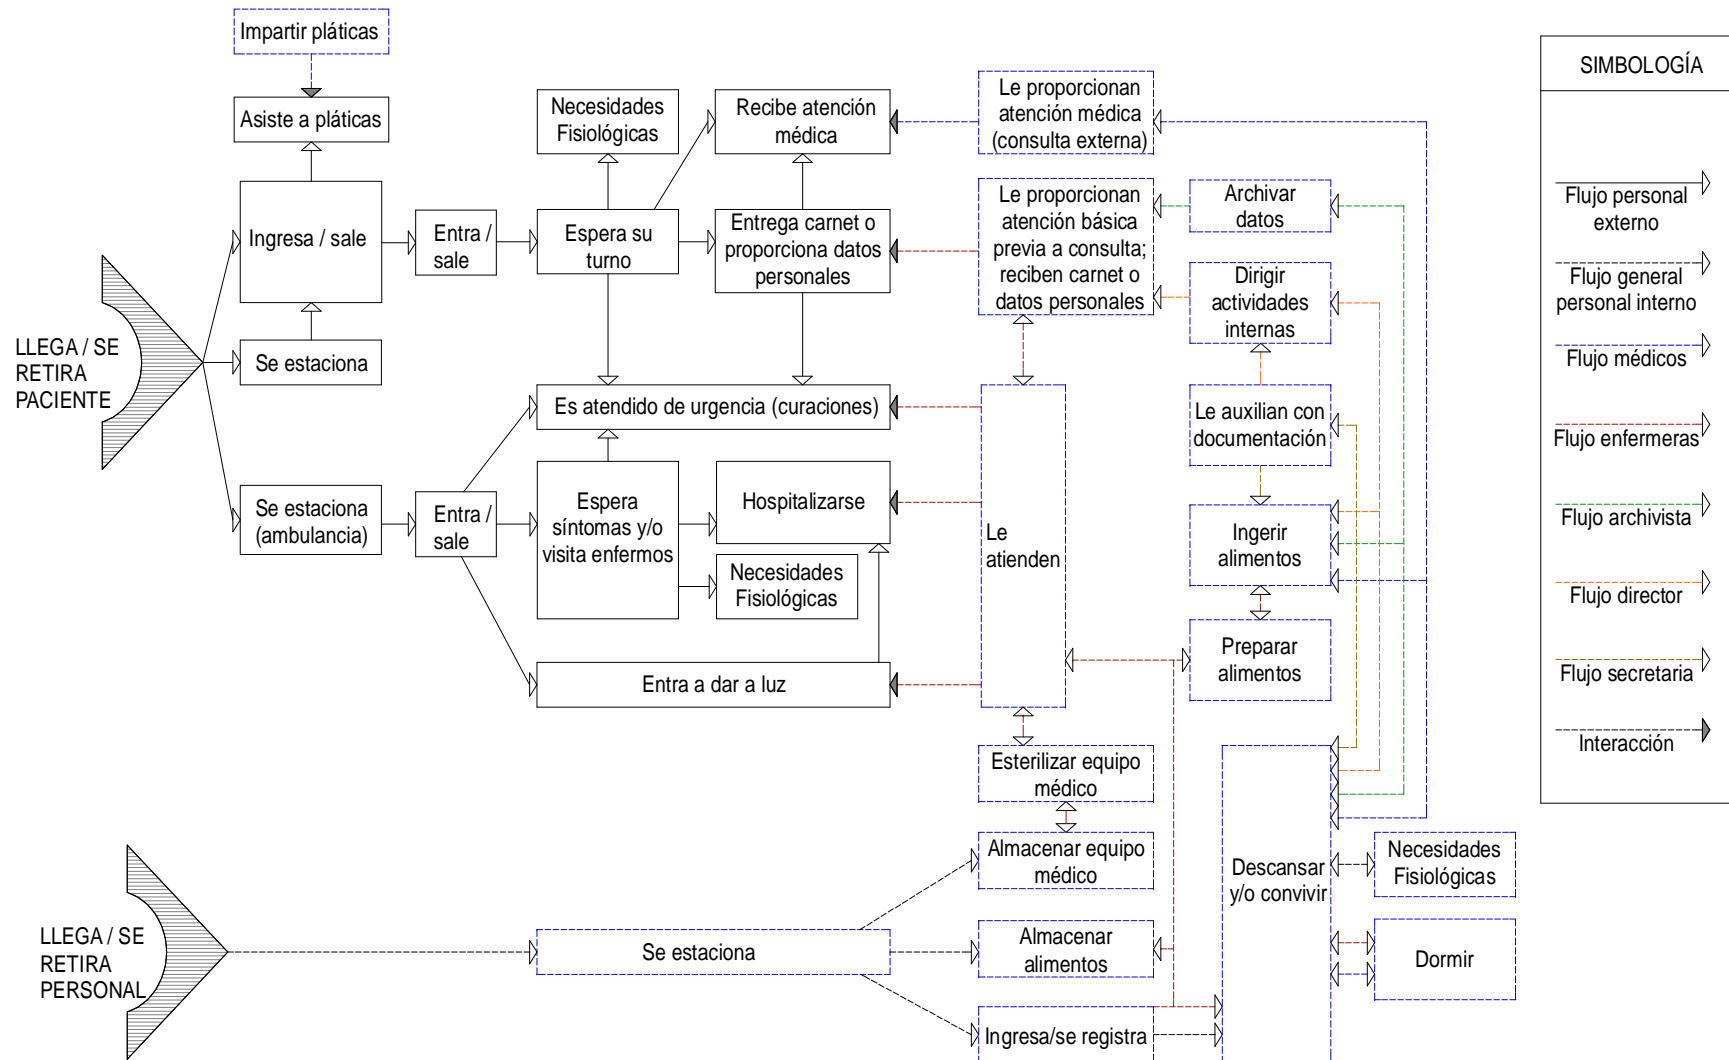 Impartir pláticas
Asiste a pláticas
Ingresa / sale
Se estaciona
LLEGA / SE
RETIRA
PACIENTE
Se estaciona
(ambulancia)
Entra /
sale
Entra /
sale
Necesidades
Fisiológicas
Espera su
turno
Recibe atención
médica
Entrega carnet o
proporciona datos
personales
Es atendido de urgencia (curaciones)
Espera
síntomas y/o
visita enfermos
Hospitalizarse
Necesidades
Fisiológicas
Entra a dar a luz
Le proporcionan
atención médica
(consulta externa)
Le proporcionan
atención básica
previa a consulta;
reciben carnet o
datos personales
Archivar
datos
Dirigir
actividades
internas
Le auxilian con
documentación
Ingerir
alimentos
Preparar
alimentos
Le
atienden
Esterilizar equipo
médico
Almacenar equipo
médico
Almacenar
alimentos
Ingresa/se registra
Descansar
y/o convivir
Necesidades
Fisiológicas
Dormir
LLEGA / SE
RETIRA
PERSONAL
Se estaciona
SIMBOLOGÍA
Flujo personal
externo
Flujo general
personal interno
Flujo médicos
Flujo enfermeras
Flujo archivista
Flujo director
Flujo secretaria
Interacción